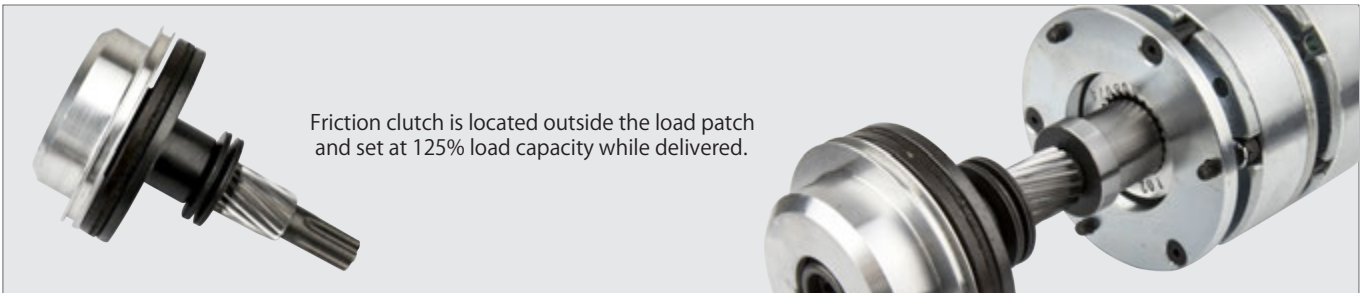 Friction clutch is located outside the load patch
and set at 125% load capacity while delivered.